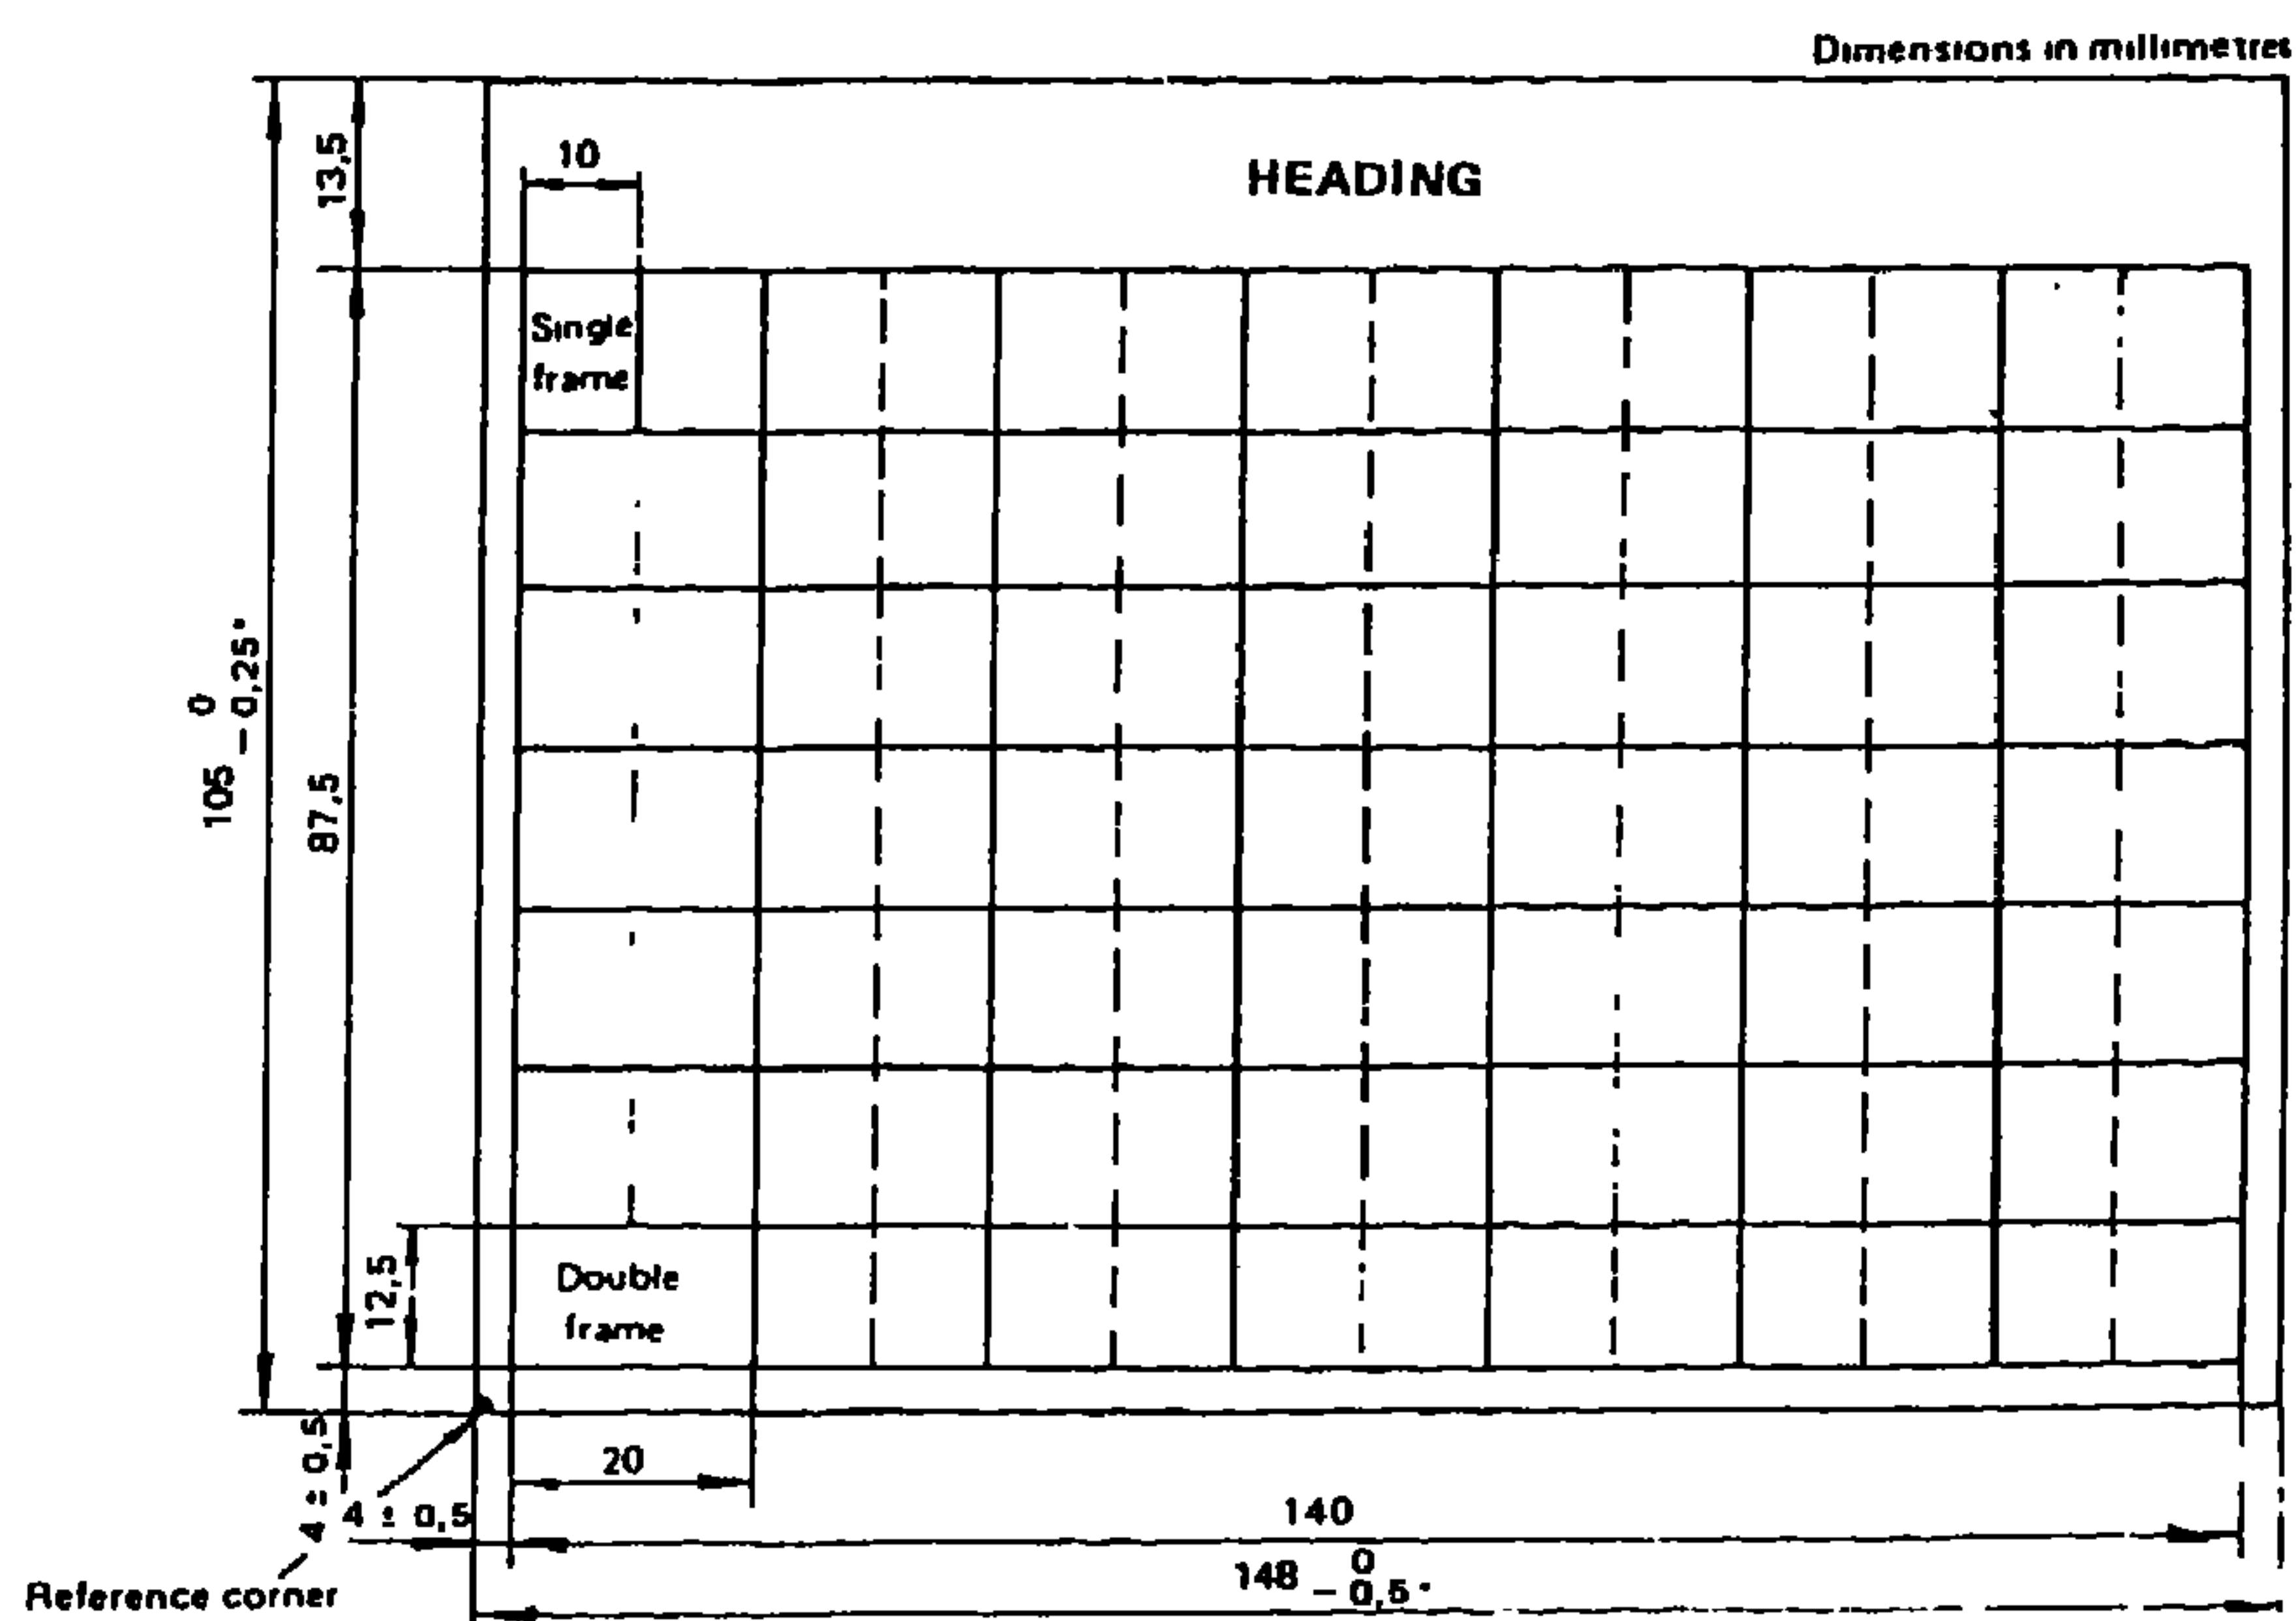 Dimensions in millimetres
13,5
10
HEADING
Single
frame
105 0 − 0,25*
87,5
12,5
Double
frame
4 ± 0,5
20
4 ± 0,5
140
148 0 − 0,5*
Reference corner